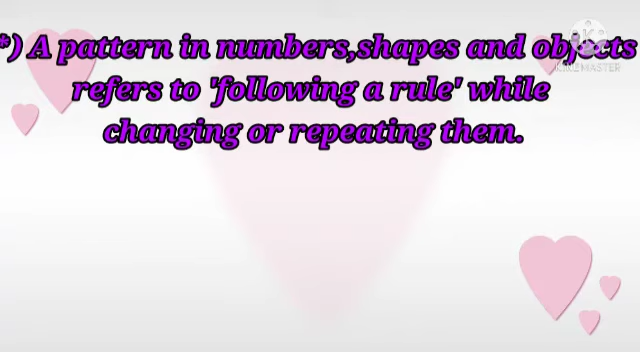 *) A pattern in numbers,shapes and objects
refers to 'following a rule' while
changing or repeating them.
KINEMASTER